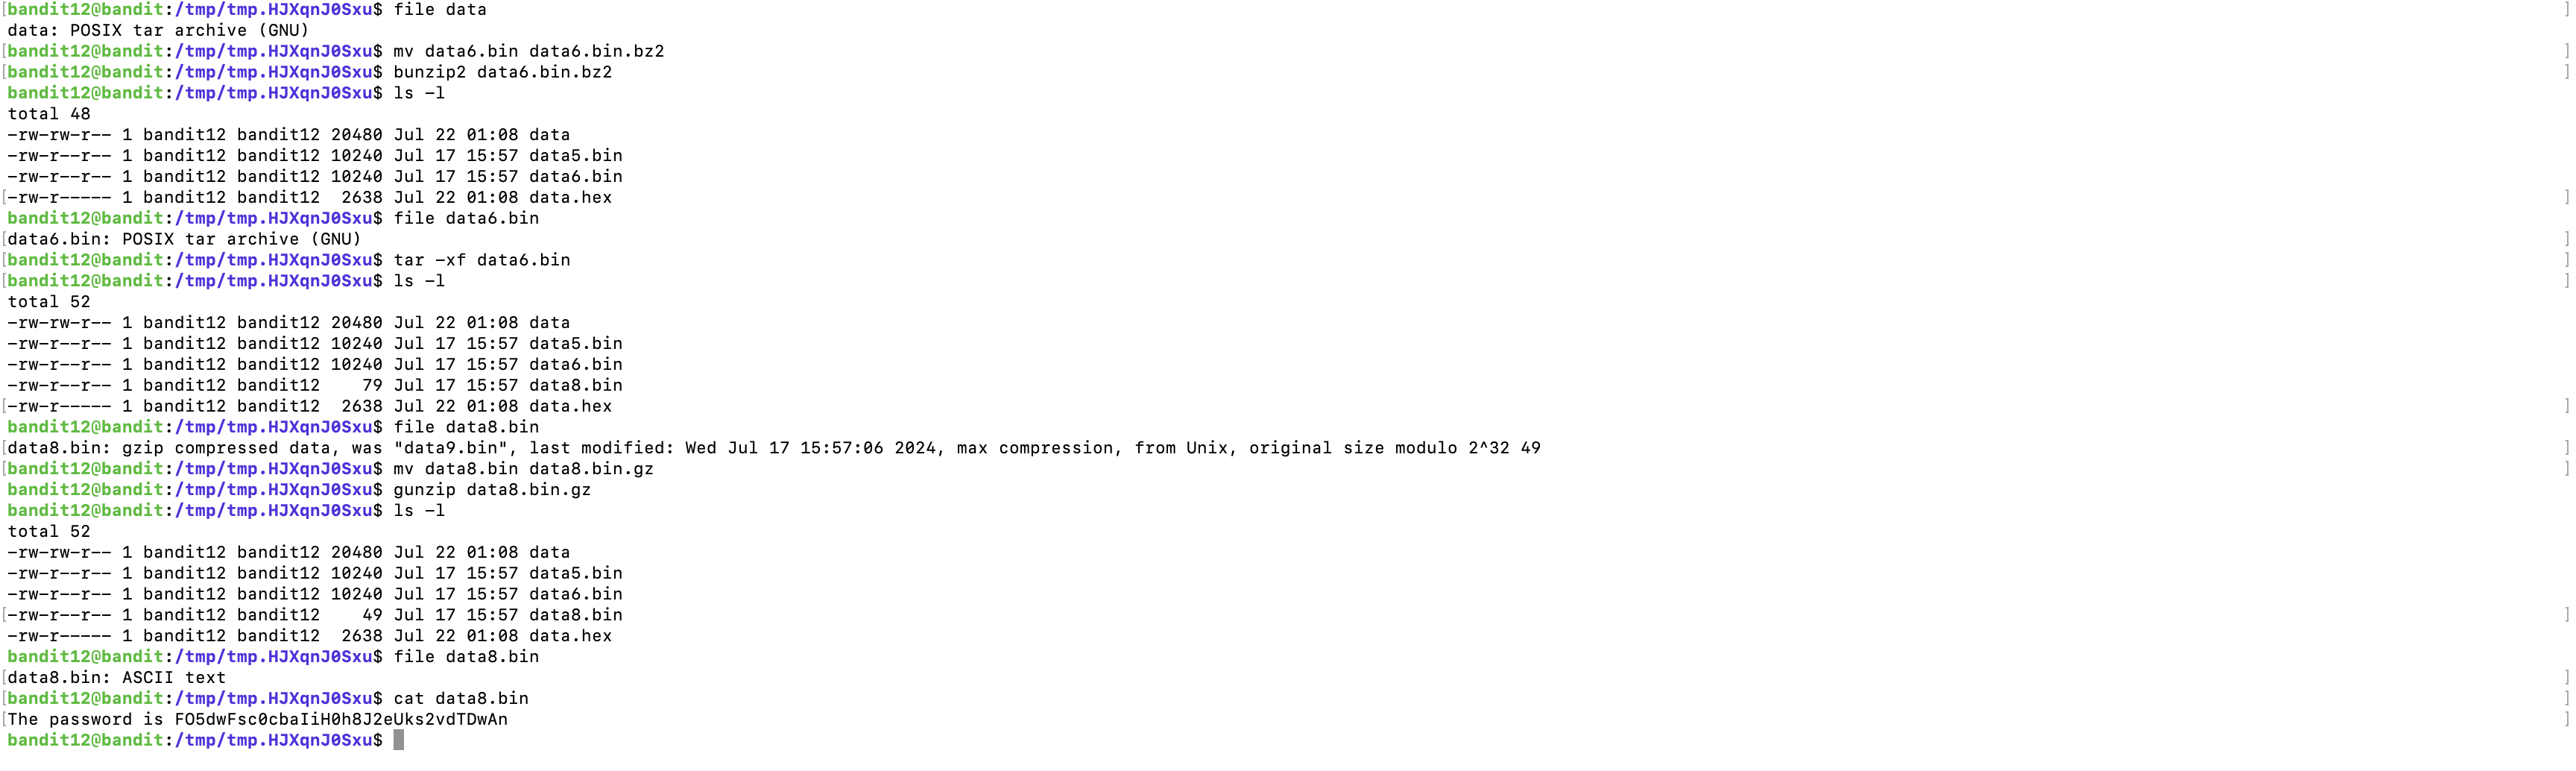 [bandit12@bandit:/tmp/tmp.HJXqnJ0Sxu$ file data ]
data: POSIX tar archive (GNU)
[bandit12@bandit:/tmp/tmp.HJXqnJ0Sxu$ mv data6.bin data6.bin.bz2 ]
[bandit12@bandit:/tmp/tmp.HJXqnJ0Sxu$ bunzip2 data6.bin.bz2 ]
bandit12@bandit:/tmp/tmp.HJXqnJ0Sxu$ ls -l
total 48
-rw-rw-r-- 1 bandit12 bandit12 20480 Jul 22 01:08 data
-rw-r--r-- 1 bandit12 bandit12 10240 Jul 17 15:57 data5.bin
-rw-r--r-- 1 bandit12 bandit12 10240 Jul 17 15:57 data6.bin
[-rw-r----- 1 bandit12 bandit12  2638 Jul 22 01:08 data.hex ]
bandit12@bandit:/tmp/tmp.HJXqnJ0Sxu$ file data6.bin
[data6.bin: POSIX tar archive (GNU) ]
[bandit12@bandit:/tmp/tmp.HJXqnJ0Sxu$ tar -xf data6.bin ]
[bandit12@bandit:/tmp/tmp.HJXqnJ0Sxu$ ls -l ]
total 52
-rw-rw-r-- 1 bandit12 bandit12 20480 Jul 22 01:08 data
-rw-r--r-- 1 bandit12 bandit12 10240 Jul 17 15:57 data5.bin
-rw-r--r-- 1 bandit12 bandit12 10240 Jul 17 15:57 data6.bin
-rw-r--r-- 1 bandit12 bandit12    79 Jul 17 15:57 data8.bin
[-rw-r----- 1 bandit12 bandit12  2638 Jul 22 01:08 data.hex ]
bandit12@bandit:/tmp/tmp.HJXqnJ0Sxu$ file data8.bin
[data8.bin: gzip compressed data, was "data9.bin", last modified: Wed Jul 17 15:57:06 2024, max compression, from Unix, original size modulo 2^32 49 ]
[bandit12@bandit:/tmp/tmp.HJXqnJ0Sxu$ mv data8.bin data8.bin.gz ]
bandit12@bandit:/tmp/tmp.HJXqnJ0Sxu$ gunzip data8.bin.gz
bandit12@bandit:/tmp/tmp.HJXqnJ0Sxu$ ls -l
total 52
-rw-rw-r-- 1 bandit12 bandit12 20480 Jul 22 01:08 data
-rw-r--r-- 1 bandit12 bandit12 10240 Jul 17 15:57 data5.bin
-rw-r--r-- 1 bandit12 bandit12 10240 Jul 17 15:57 data6.bin
[-rw-r--r-- 1 bandit12 bandit12    49 Jul 17 15:57 data8.bin ]
-rw-r----- 1 bandit12 bandit12  2638 Jul 22 01:08 data.hex
bandit12@bandit:/tmp/tmp.HJXqnJ0Sxu$ file data8.bin
[data8.bin: ASCII text ]
[bandit12@bandit:/tmp/tmp.HJXqnJ0Sxu$ cat data8.bin ]
[The password is FO5dwFsc0cbaIiH0h8J2eUks2vdTDwAn ]
bandit12@bandit:/tmp/tmp.HJXqnJ0Sxu$